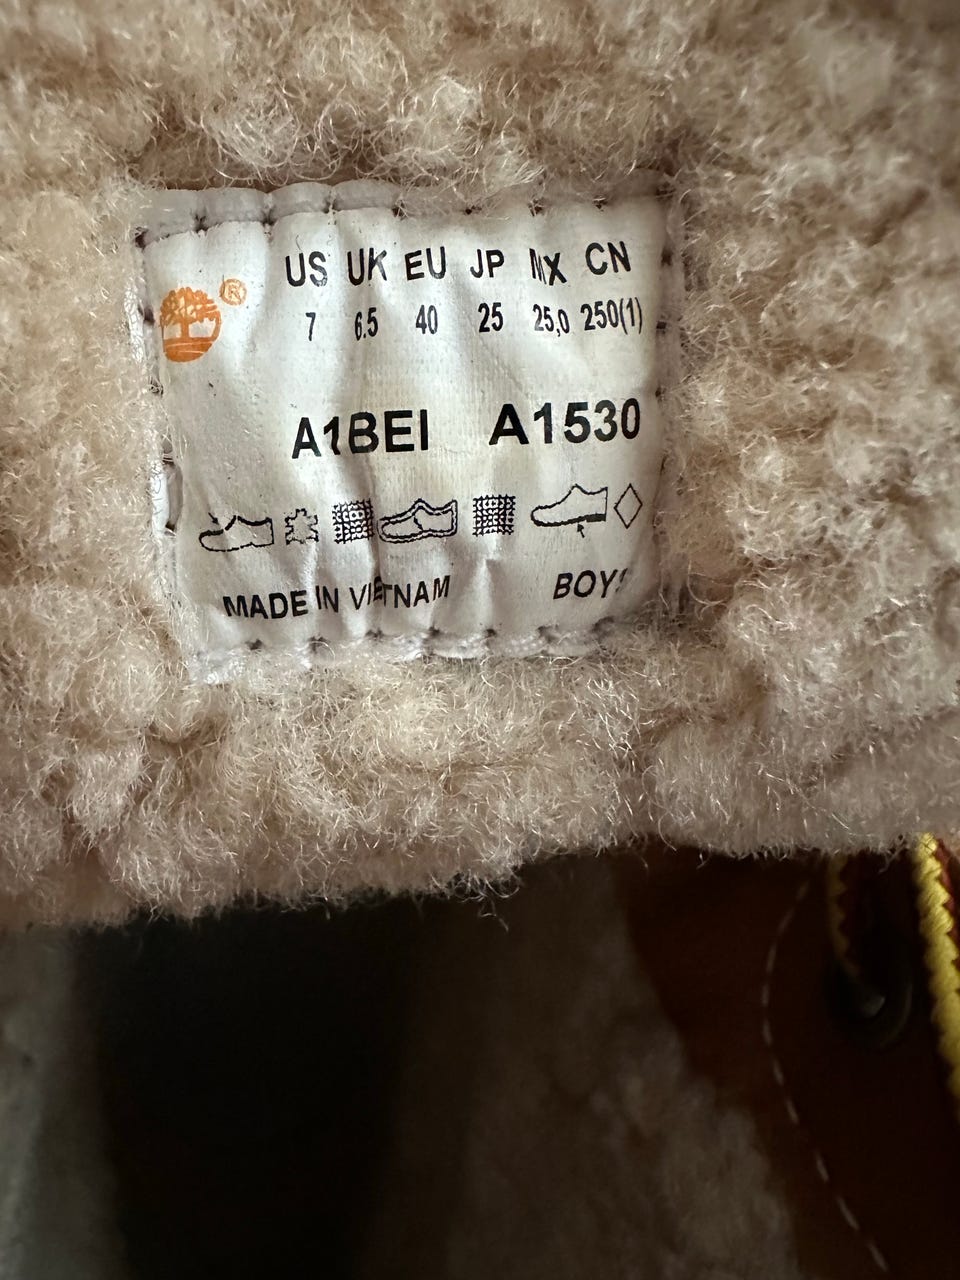 ®
US UK EU JP MX CN
7 6.5 40 25 25,0 250(1)
A1BEI A1530
MADE IN VIETNAM BOYS